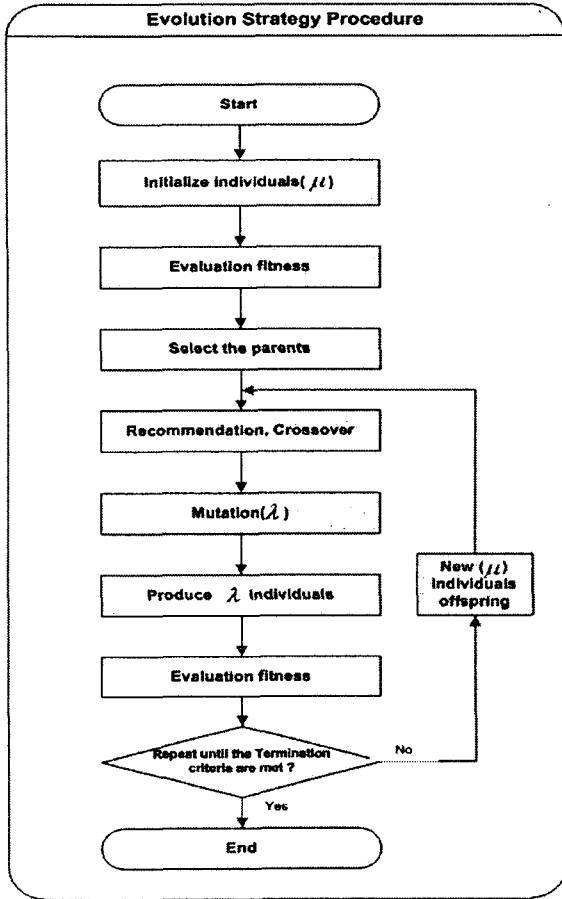 Evolution Strategy Procedure
Start
Initialize individuals( μ )
Evaluation fitness
Select the parents
Recommendation, Crossover
Mutation( λ )
Produce λ individuals
Evaluation fitness
New (μ)
individuals
offspring
Repeat until the Termination
criteria are met ?
No
Yes
End